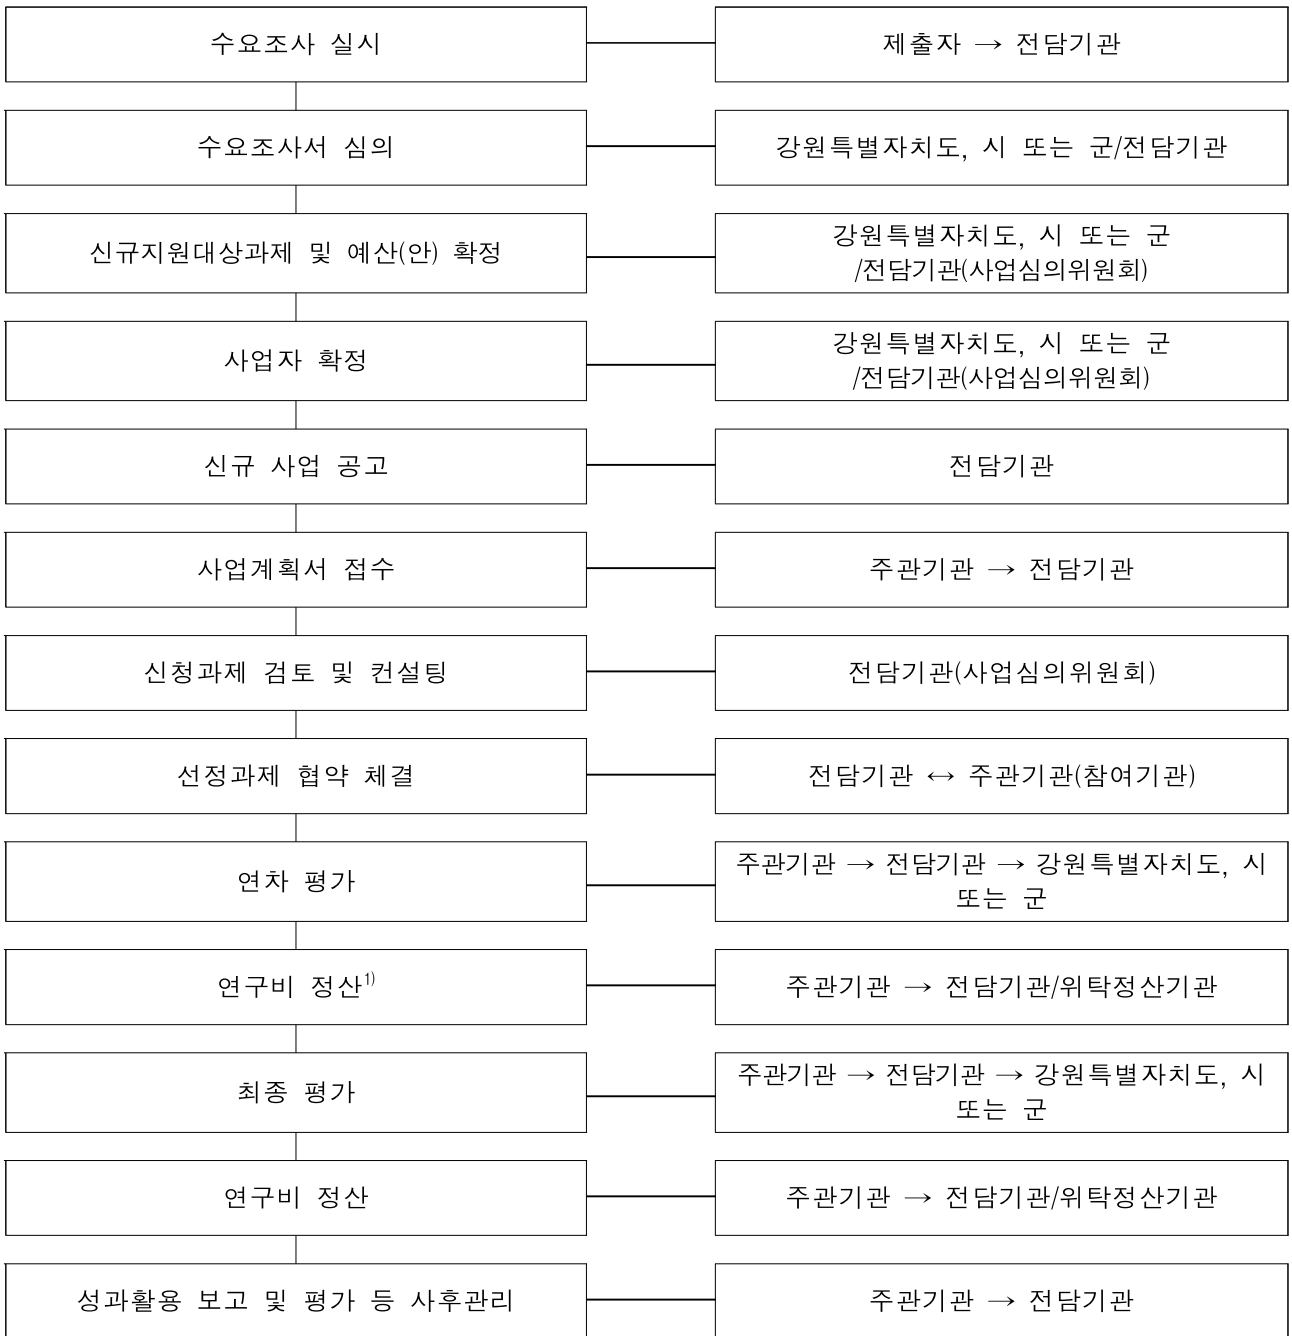 수요조사 실시
제출자 → 전담기관
수요조사서 심의
강원특별자치도, 시 또는 군/전담기관
신규지원대상과제 및 예산(안) 확정
강원특별자치도, 시 또는 군
/전담기관(사업심의위원회)
사업자 확정
강원특별자치도, 시 또는 군
/전담기관(사업심의위원회)
신규 사업 공고
전담기관
사업계획서 접수
주관기관 → 전담기관
신청과제 검토 및 컨설팅
전담기관(사업심의위원회)
선정과제 협약 체결
전담기관 ↔ 주관기관(참여기관)
연차 평가
주관기관 → 전담기관 → 강원특별자치도, 시
또는 군
연구비 정산1)
주관기관 → 전담기관/위탁정산기관
최종 평가
주관기관 → 전담기관 → 강원특별자치도, 시
또는 군
연구비 정산
주관기관 → 전담기관/위탁정산기관
성과활용 보고 및 평가 등 사후관리
주관기관 → 전담기관